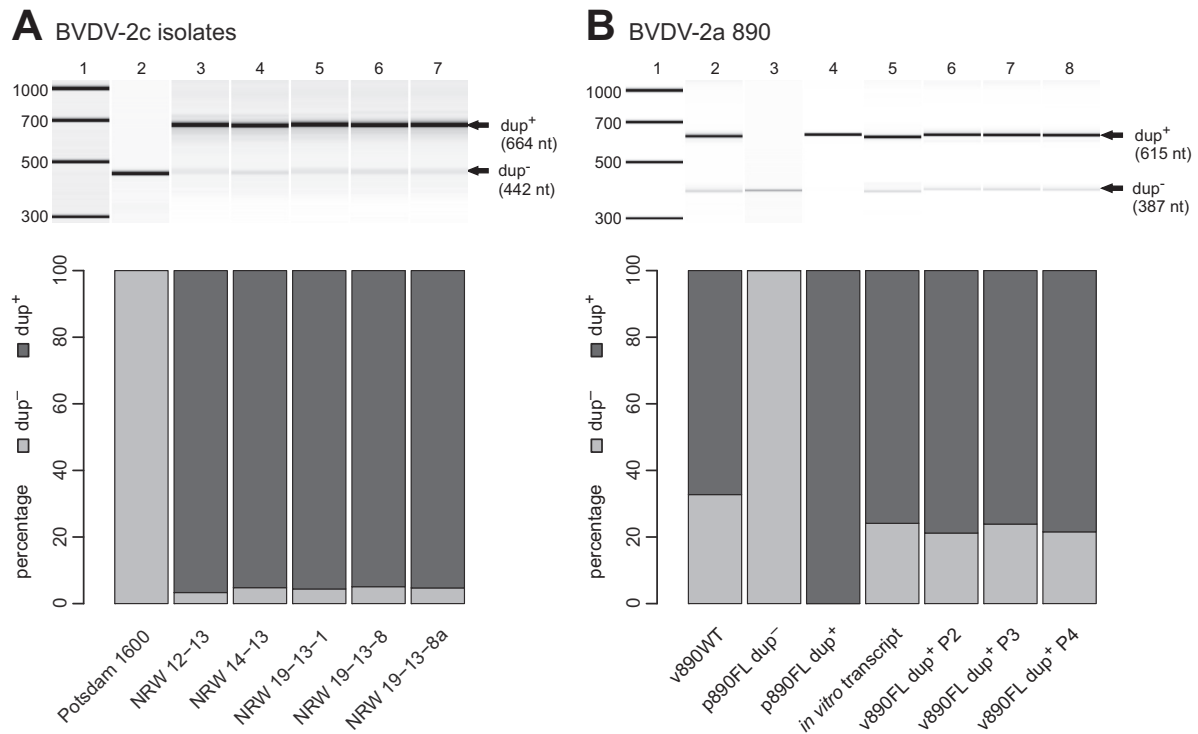 A BVDV-2c isolates
1 2 3 4 5 6 7
1000
700
500
300
dup+
(664 nt)
dup-
(442 nt)
percentage dup− dup+
0 20 40 60 80 100
Potsdam 1600
NRW 12−13
NRW 14−13
NRW 19−13−1
NRW 19−13−8
NRW 19−13−8a
B BVDV-2a 890
1 2 3 4 5 6 7 8
1000
700
500
300
dup+
(615 nt)
dup-
(387 nt)
percentage dup− dup+
0 20 40 60 80 100
v890WT
p890FL dup−
p890FL dup+
in vitro transcript
v890FL dup+ P2
v890FL dup+ P3
v890FL dup+ P4